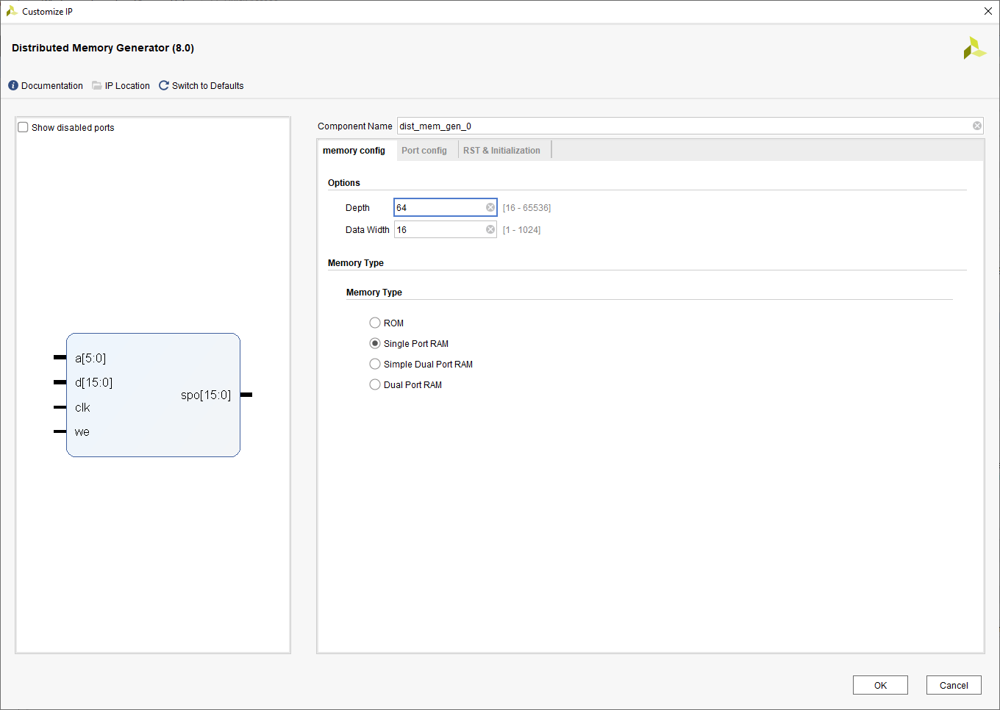 Customize IP
Distributed Memory Generator (8.0)
Documentation IP Location Switch to Defaults
Show disabled ports
a[5:0]
d[15:0]
clk
we
spo[15:0]
Component Name dist_mem_gen_0
memory config Port config RST & Initialization
Options
Depth 64 [16 - 65536]
Data Width 16 [1 - 1024]
Memory Type
Memory Type
ROM
Single Port RAM
Simple Dual Port RAM
Dual Port RAM
OK Cancel